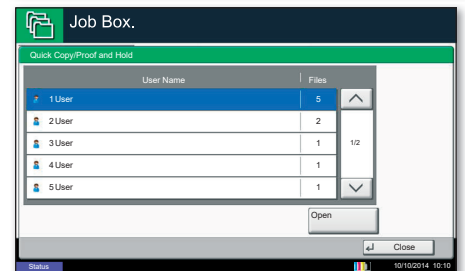 Job Box.
Quick Copy/Proof and Hold
User Name Files
1 User 5
2 User 2
3 User 1
4 User 1
5 User 1
1/2
Open
Close
Status 10/10/2014 10:10